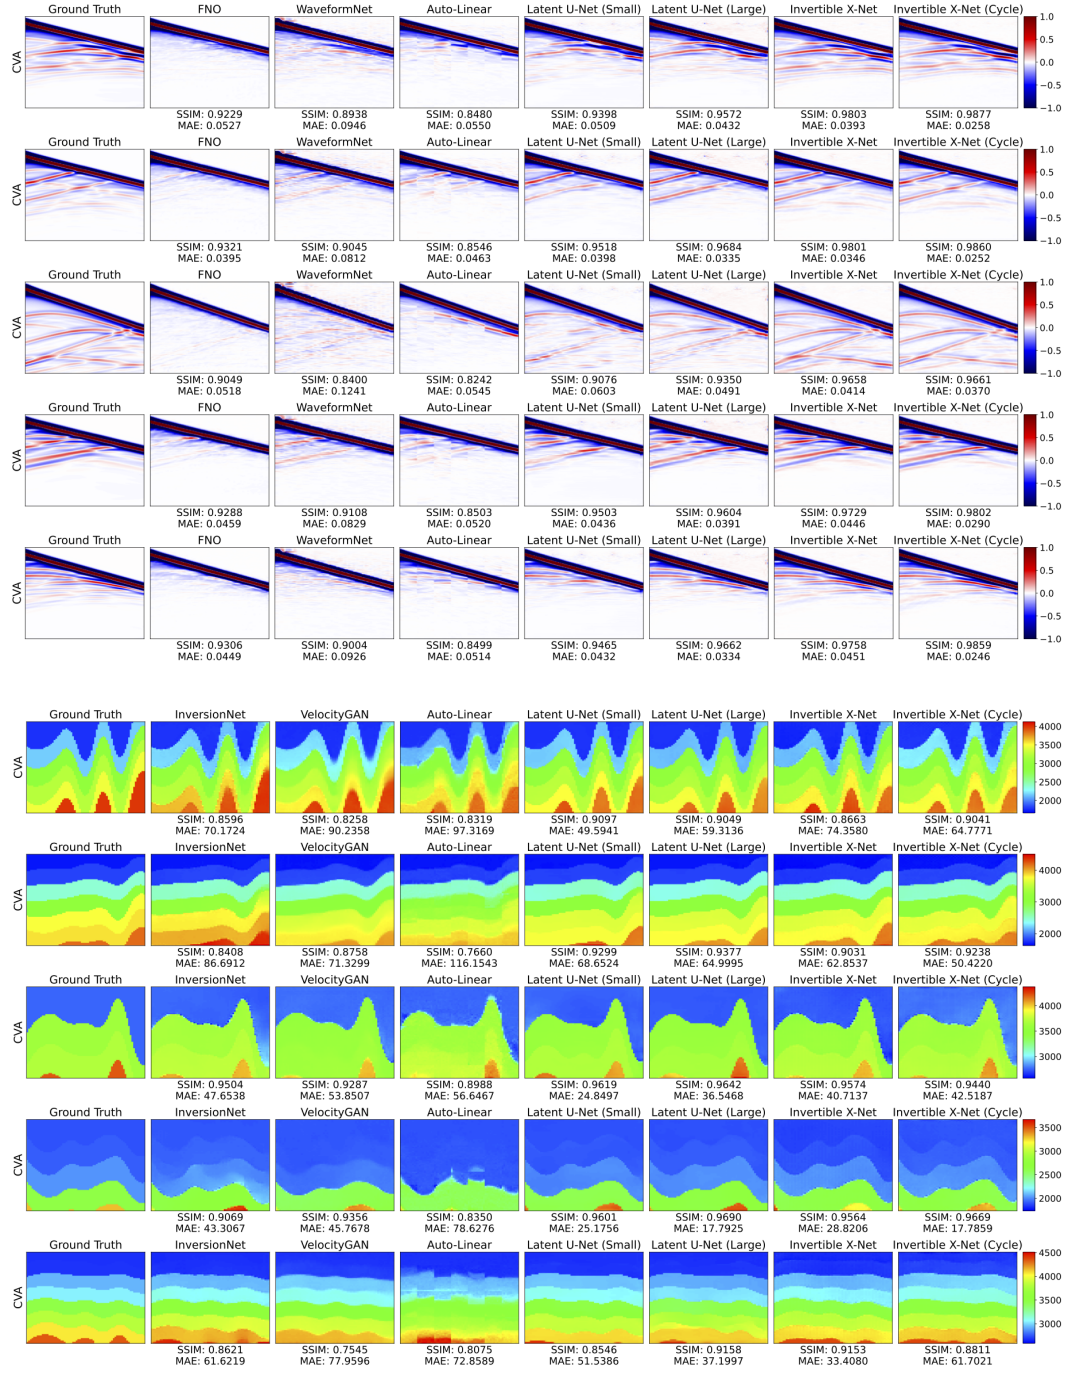 Ground Truth FNO WaveformNet Auto-Linear Latent U-Net (Small) Latent U-Net (Large) Invertible X-Net Invertible X-Net (Cycle)
CVA
1.0
0.5
0.0
−0.5
−1.0
SSIM: 0.9229 SSIM: 0.8938 SSIM: 0.8480 SSIM: 0.9398 SSIM: 0.9572 SSIM: 0.9803 SSIM: 0.9877
MAE: 0.0527 MAE: 0.0946 MAE: 0.0550 MAE: 0.0509 MAE: 0.0432 MAE: 0.0393 MAE: 0.0258
Ground Truth FNO WaveformNet Auto-Linear Latent U-Net (Small) Latent U-Net (Large) Invertible X-Net Invertible X-Net (Cycle)
CVA
1.0
0.5
0.0
−0.5
−1.0
SSIM: 0.9321 SSIM: 0.9045 SSIM: 0.8546 SSIM: 0.9518 SSIM: 0.9684 SSIM: 0.9801 SSIM: 0.9860
MAE: 0.0395 MAE: 0.0812 MAE: 0.0463 MAE: 0.0398 MAE: 0.0335 MAE: 0.0346 MAE: 0.0252
Ground Truth FNO WaveformNet Auto-Linear Latent U-Net (Small) Latent U-Net (Large) Invertible X-Net Invertible X-Net (Cycle)
CVA
1.0
0.5
0.0
−0.5
−1.0
SSIM: 0.9049 SSIM: 0.8400 SSIM: 0.8242 SSIM: 0.9076 SSIM: 0.9350 SSIM: 0.9658 SSIM: 0.9661
MAE: 0.0518 MAE: 0.1241 MAE: 0.0545 MAE: 0.0603 MAE: 0.0491 MAE: 0.0414 MAE: 0.0370
Ground Truth FNO WaveformNet Auto-Linear Latent U-Net (Small) Latent U-Net (Large) Invertible X-Net Invertible X-Net (Cycle)
CVA
1.0
0.5
0.0
−0.5
−1.0
SSIM: 0.9288 SSIM: 0.9108 SSIM: 0.8503 SSIM: 0.9503 SSIM: 0.9604 SSIM: 0.9729 SSIM: 0.9802
MAE: 0.0459 MAE: 0.0829 MAE: 0.0520 MAE: 0.0436 MAE: 0.0391 MAE: 0.0446 MAE: 0.0290
Ground Truth FNO WaveformNet Auto-Linear Latent U-Net (Small) Latent U-Net (Large) Invertible X-Net Invertible X-Net (Cycle)
CVA
1.0
0.5
0.0
−0.5
−1.0
SSIM: 0.9306 SSIM: 0.9004 SSIM: 0.8499 SSIM: 0.9465 SSIM: 0.9662 SSIM: 0.9758 SSIM: 0.9859
MAE: 0.0449 MAE: 0.0926 MAE: 0.0514 MAE: 0.0432 MAE: 0.0334 MAE: 0.0451 MAE: 0.0246
Ground Truth InversionNet VelocityGAN Auto-Linear Latent U-Net (Small) Latent U-Net (Large) Invertible X-Net Invertible X-Net (Cycle)
CVA
4000
3500
3000
2500
2000
SSIM: 0.8596 SSIM: 0.8258 SSIM: 0.8319 SSIM: 0.9097 SSIM: 0.9049 SSIM: 0.8663 SSIM: 0.9041
MAE: 70.1724 MAE: 90.2358 MAE: 97.3169 MAE: 49.5941 MAE: 59.3136 MAE: 74.3580 MAE: 64.7771
Ground Truth InversionNet VelocityGAN Auto-Linear Latent U-Net (Small) Latent U-Net (Large) Invertible X-Net Invertible X-Net (Cycle)
CVA
4000
3000
2000
SSIM: 0.8408 SSIM: 0.8758 SSIM: 0.7660 SSIM: 0.9299 SSIM: 0.9377 SSIM: 0.9031 SSIM: 0.9238
MAE: 86.6912 MAE: 71.3299 MAE: 116.1543 MAE: 68.6524 MAE: 64.9995 MAE: 62.8537 MAE: 50.4220
Ground Truth InversionNet VelocityGAN Auto-Linear Latent U-Net (Small) Latent U-Net (Large) Invertible X-Net Invertible X-Net (Cycle)
CVA
4000
3500
3000
SSIM: 0.9504 SSIM: 0.9287 SSIM: 0.8988 SSIM: 0.9619 SSIM: 0.9642 SSIM: 0.9574 SSIM: 0.9440
MAE: 47.6538 MAE: 53.8507 MAE: 56.6467 MAE: 24.8497 MAE: 36.5468 MAE: 40.7137 MAE: 42.5187
Ground Truth InversionNet VelocityGAN Auto-Linear Latent U-Net (Small) Latent U-Net (Large) Invertible X-Net Invertible X-Net (Cycle)
CVA
3500
3000
2500
2000
SSIM: 0.9069 SSIM: 0.9356 SSIM: 0.8350 SSIM: 0.9601 SSIM: 0.9690 SSIM: 0.9564 SSIM: 0.9669
MAE: 43.3067 MAE: 45.7678 MAE: 78.6276 MAE: 25.1756 MAE: 17.7925 MAE: 28.8206 MAE: 17.7859
Ground Truth InversionNet VelocityGAN Auto-Linear Latent U-Net (Small) Latent U-Net (Large) Invertible X-Net Invertible X-Net (Cycle)
CVA
4500
4000
3500
3000
SSIM: 0.8621 SSIM: 0.7545 SSIM: 0.8075 SSIM: 0.8546 SSIM: 0.9158 SSIM: 0.9153 SSIM: 0.8811
MAE: 61.6219 MAE: 77.9596 MAE: 72.8589 MAE: 51.5386 MAE: 37.1997 MAE: 33.4080 MAE: 61.7021